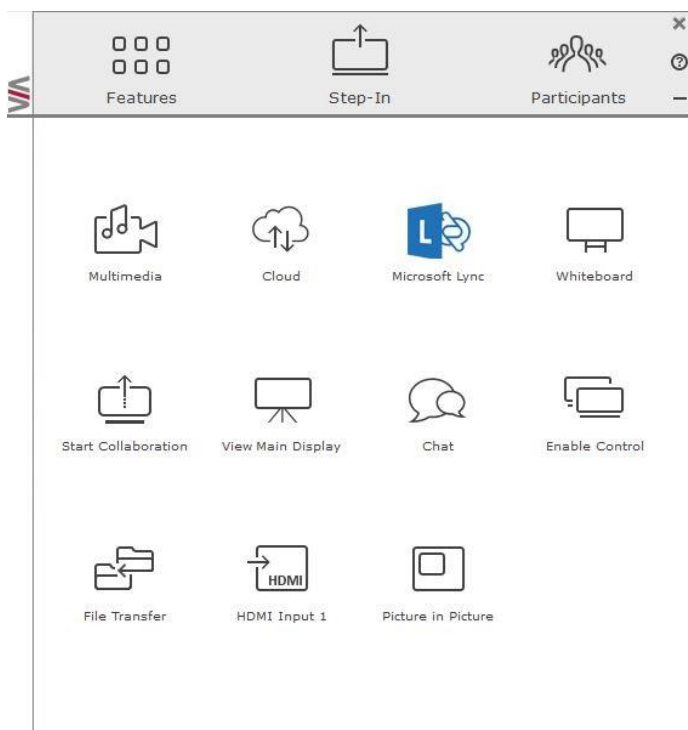 Features
Step-In
Participants
Multimedia
Cloud
L
Microsoft Lync
Whiteboard
Start Collaboration
View Main Display
Chat
Enable Control
HDMI
File Transfer
HDMI Input 1
Picture in Picture